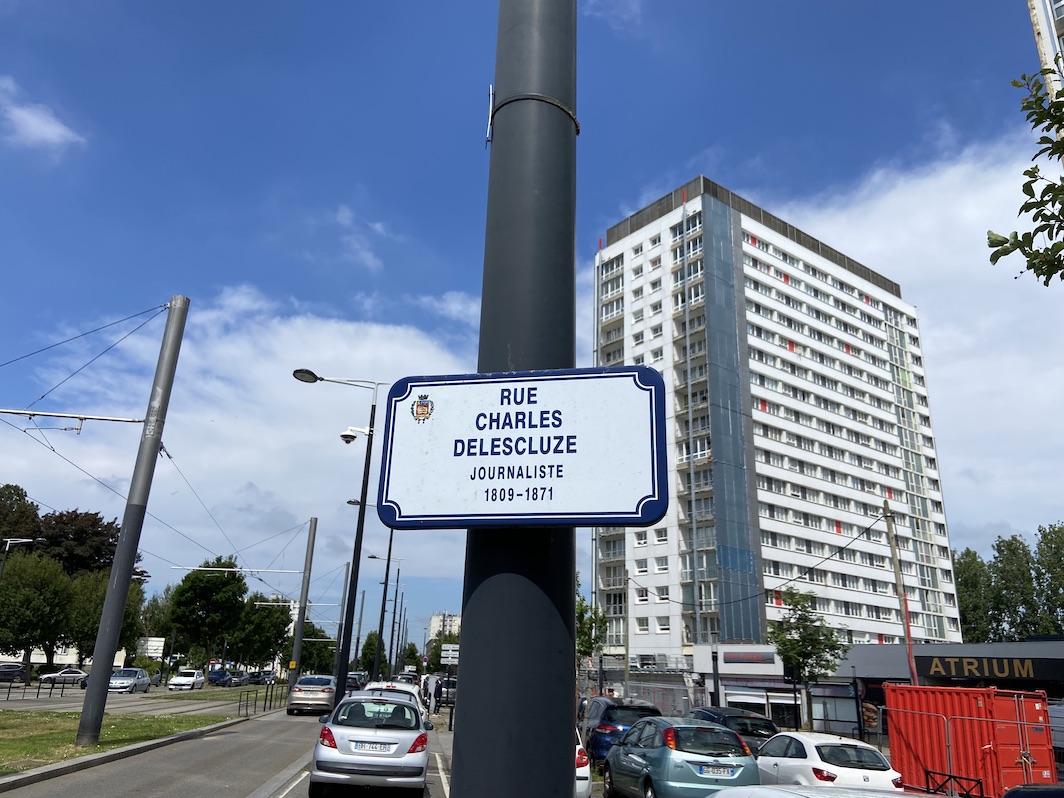 RUE
CHARLES
DELESCLUZE
JOURNALISTE
1809-1871
ATRIUM